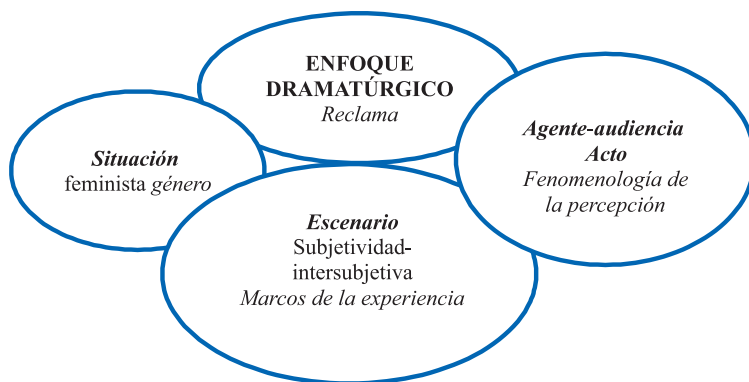 ENFOQUE
DRAMATÚRGICO
Reclama
Situación
feminista género
Agente-audiencia
Acto
Fenomenología de
la percepción
Escenario
Subjetividad-
intersubjetiva
Marcos de la experiencia